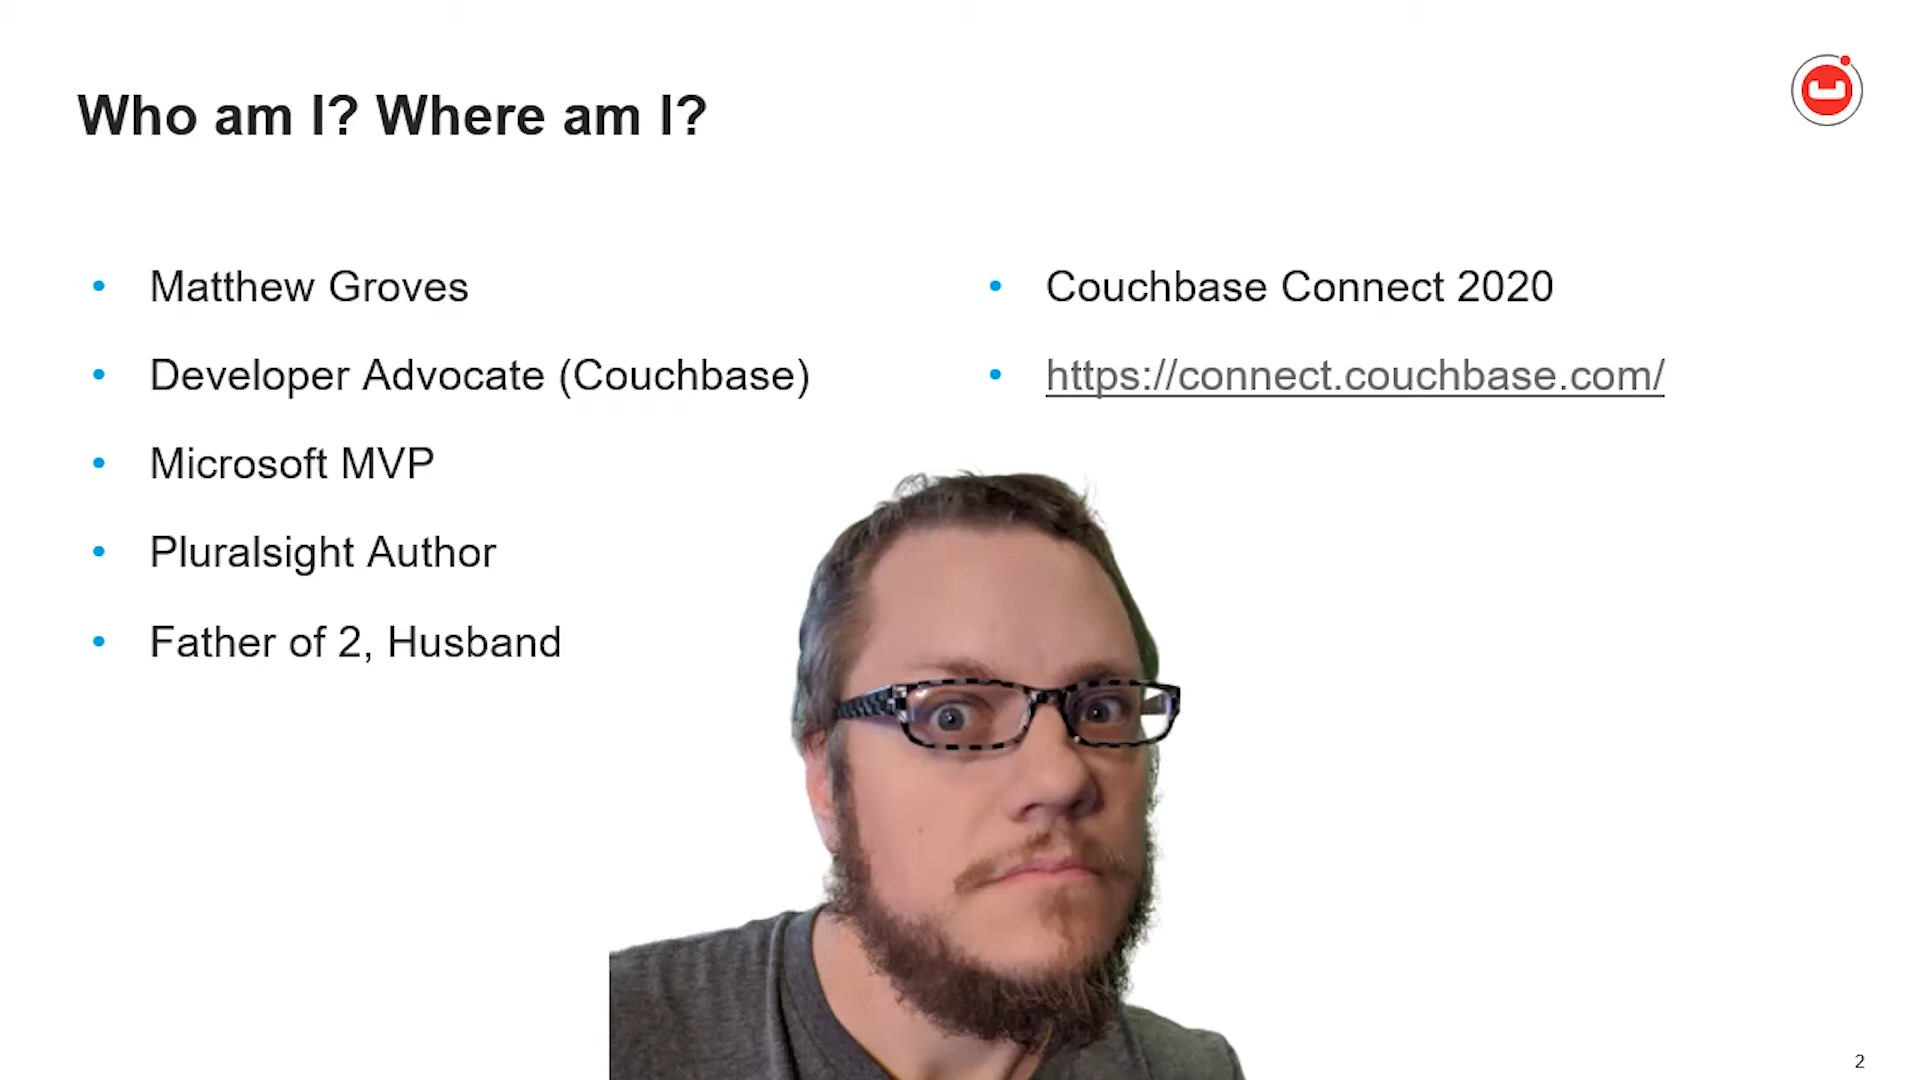 Who am I? Where am I?
Matthew Groves
Developer Advocate (Couchbase)
Microsoft MVP
Pluralsight Author
Father of 2, Husband
Couchbase Connect 2020
https://connect.couchbase.com/
2